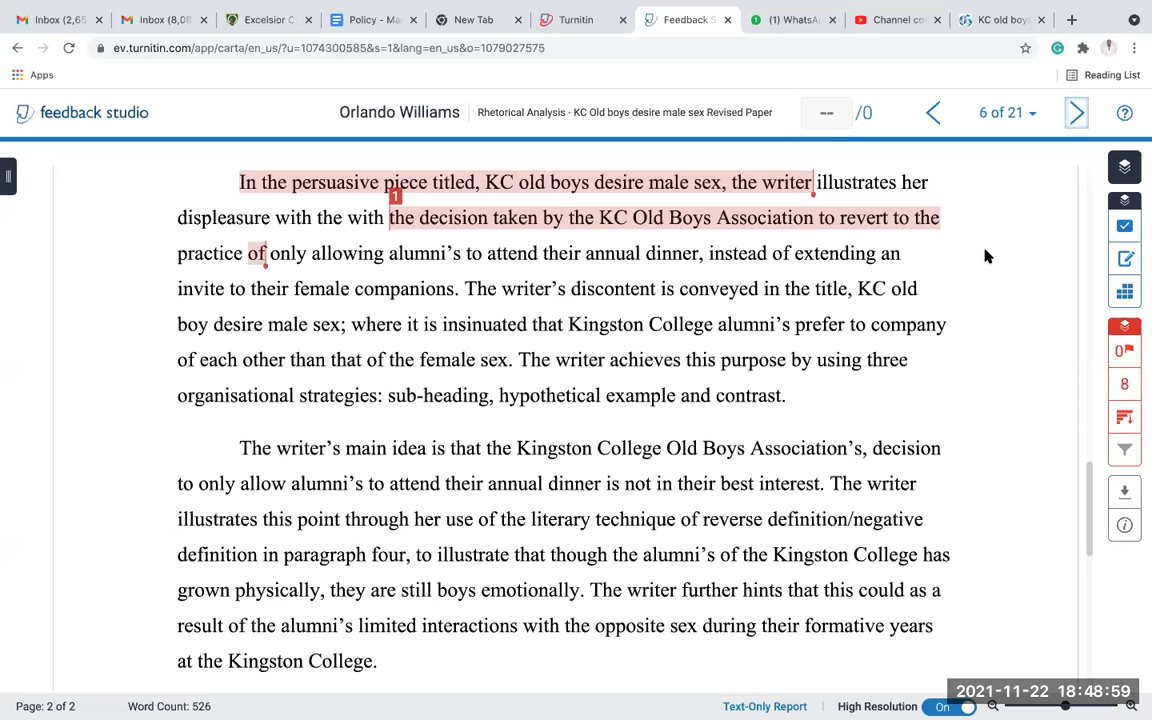 Inbox (2,65
Inbox (8,08
Excelsior C
Policy - Ma
New Tab
Turnitin
Feedback S
(1) WhatsA
Channel co
KC old boy
ev.turnitin.com/app/carta/en_us/?u=1074300585&s=1&lang=en_us&o=1079027575
Apps
Reading List
feedback studio
Orlando Williams
Rhetorical Analysis - KC Old boys desire male sex Revised Paper
-- /0
6 of 21
In the persuasive piece titled, KC old boys desire male sex, the writer illustrates her
1
displeasure with the with the decision taken by the KC Old Boys Association to revert to the
practice of only allowing alumni’s to attend their annual dinner, instead of extending an
invite to their female companions. The writer’s discontent is conveyed in the title, KC old
boy desire male sex; where it is insinuated that Kingston College alumni’s prefer to company
of each other than that of the female sex. The writer achieves this purpose by using three
organisational strategies: sub-heading, hypothetical example and contrast.
The writer’s main idea is that the Kingston College Old Boys Association’s, decision
to only allow alumni’s to attend their annual dinner is not in their best interest. The writer
illustrates this point through her use of the literary technique of reverse definition/negative
definition in paragraph four, to illustrate that though the alumni’s of the Kingston College has
grown physically, they are still boys emotionally. The writer further hints that this could as a
result of the alumni’s limited interactions with the opposite sex during their formative years
at the Kingston College.
0
8
Page: 2 of 2
Word Count: 526
Text-Only Report
High Resolution
On
2021-11-22 18:48:59